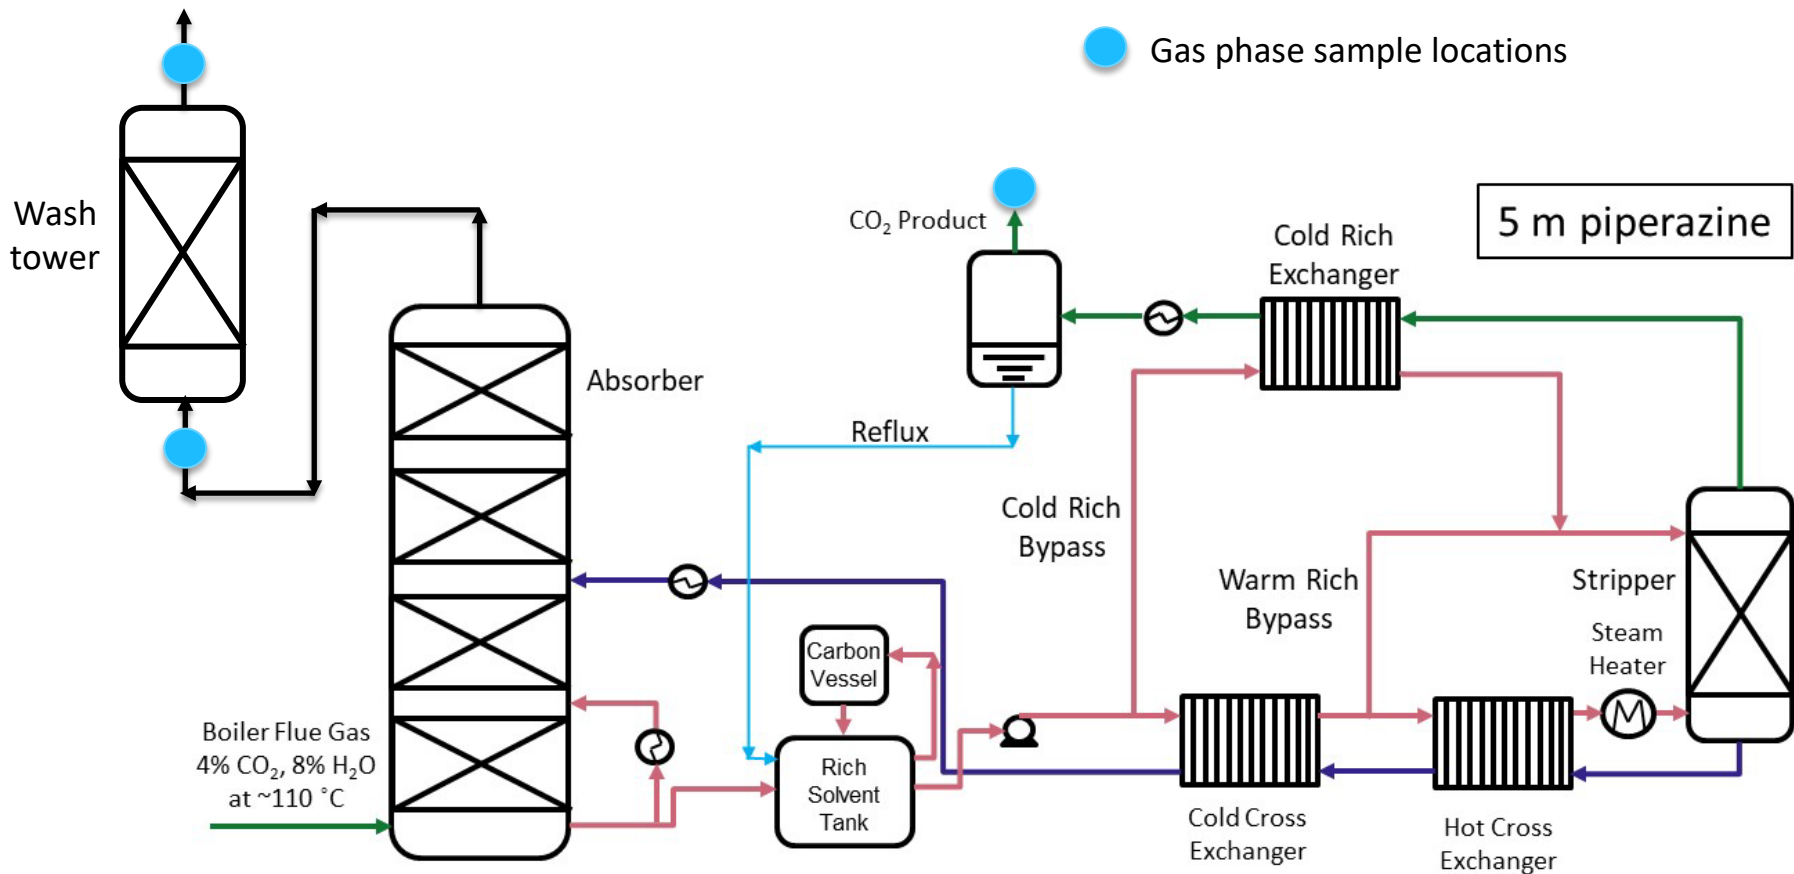 Gas phase sample locations
Wash
tower
CO₂ Product
Cold Rich
Exchanger
5 m piperazine
Absorber
Reflux
Cold Rich
Bypass
Warm Rich
Bypass
Stripper
Steam
Heater
Carbon
Vessel
Boiler Flue Gas
4% CO₂, 8% H₂O
at ~110 ˚C
Rich
Solvent
Tank
Cold Cross
Exchanger
Hot Cross
Exchanger